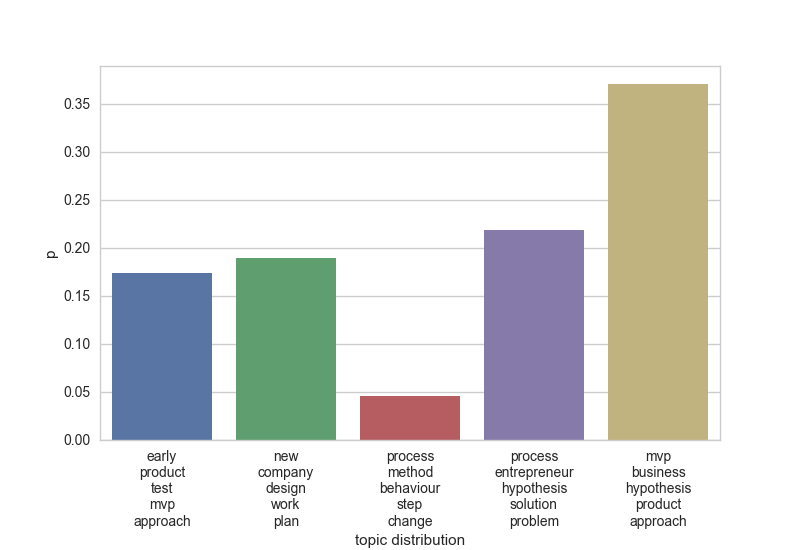 0.35
0.30
0.25
0.20
0.15
0.10
0.05
0.00
p
early
product
test
mvp
approach
new
company
design
work
plan
process
method
behaviour
step
change
process
entrepreneur
hypothesis
solution
problem
mvp
business
hypothesis
product
approach
topic distribution